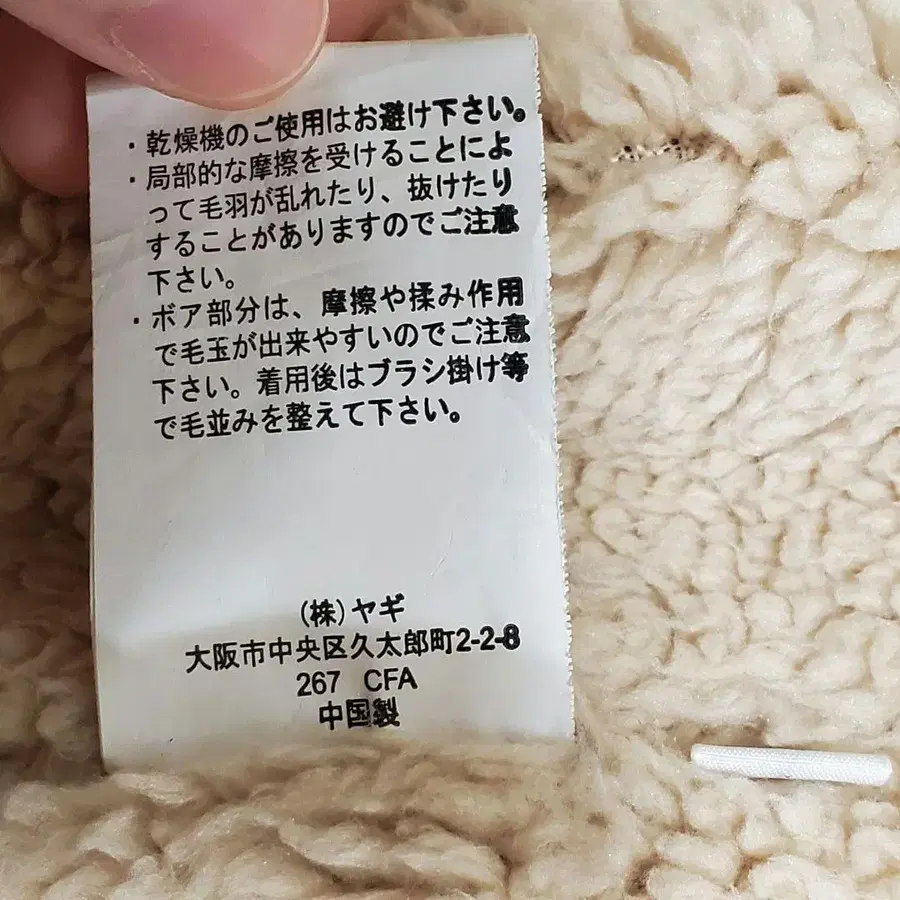 ・乾燥機のご使用はお避け下さい。
・局部的な摩擦を受けることによ
って毛羽が乱れたり、抜けたり
することがありますのでご注意
下さい。
・ボア部分は、摩擦や揉み作用
で毛玉が出来やすいのでご注意
下さい。着用後はブラシ掛け等
で毛並みを整えて下さい。
(株)ヤギ
大阪市中央区久太郎町2-2-8
267 CFA
中国製